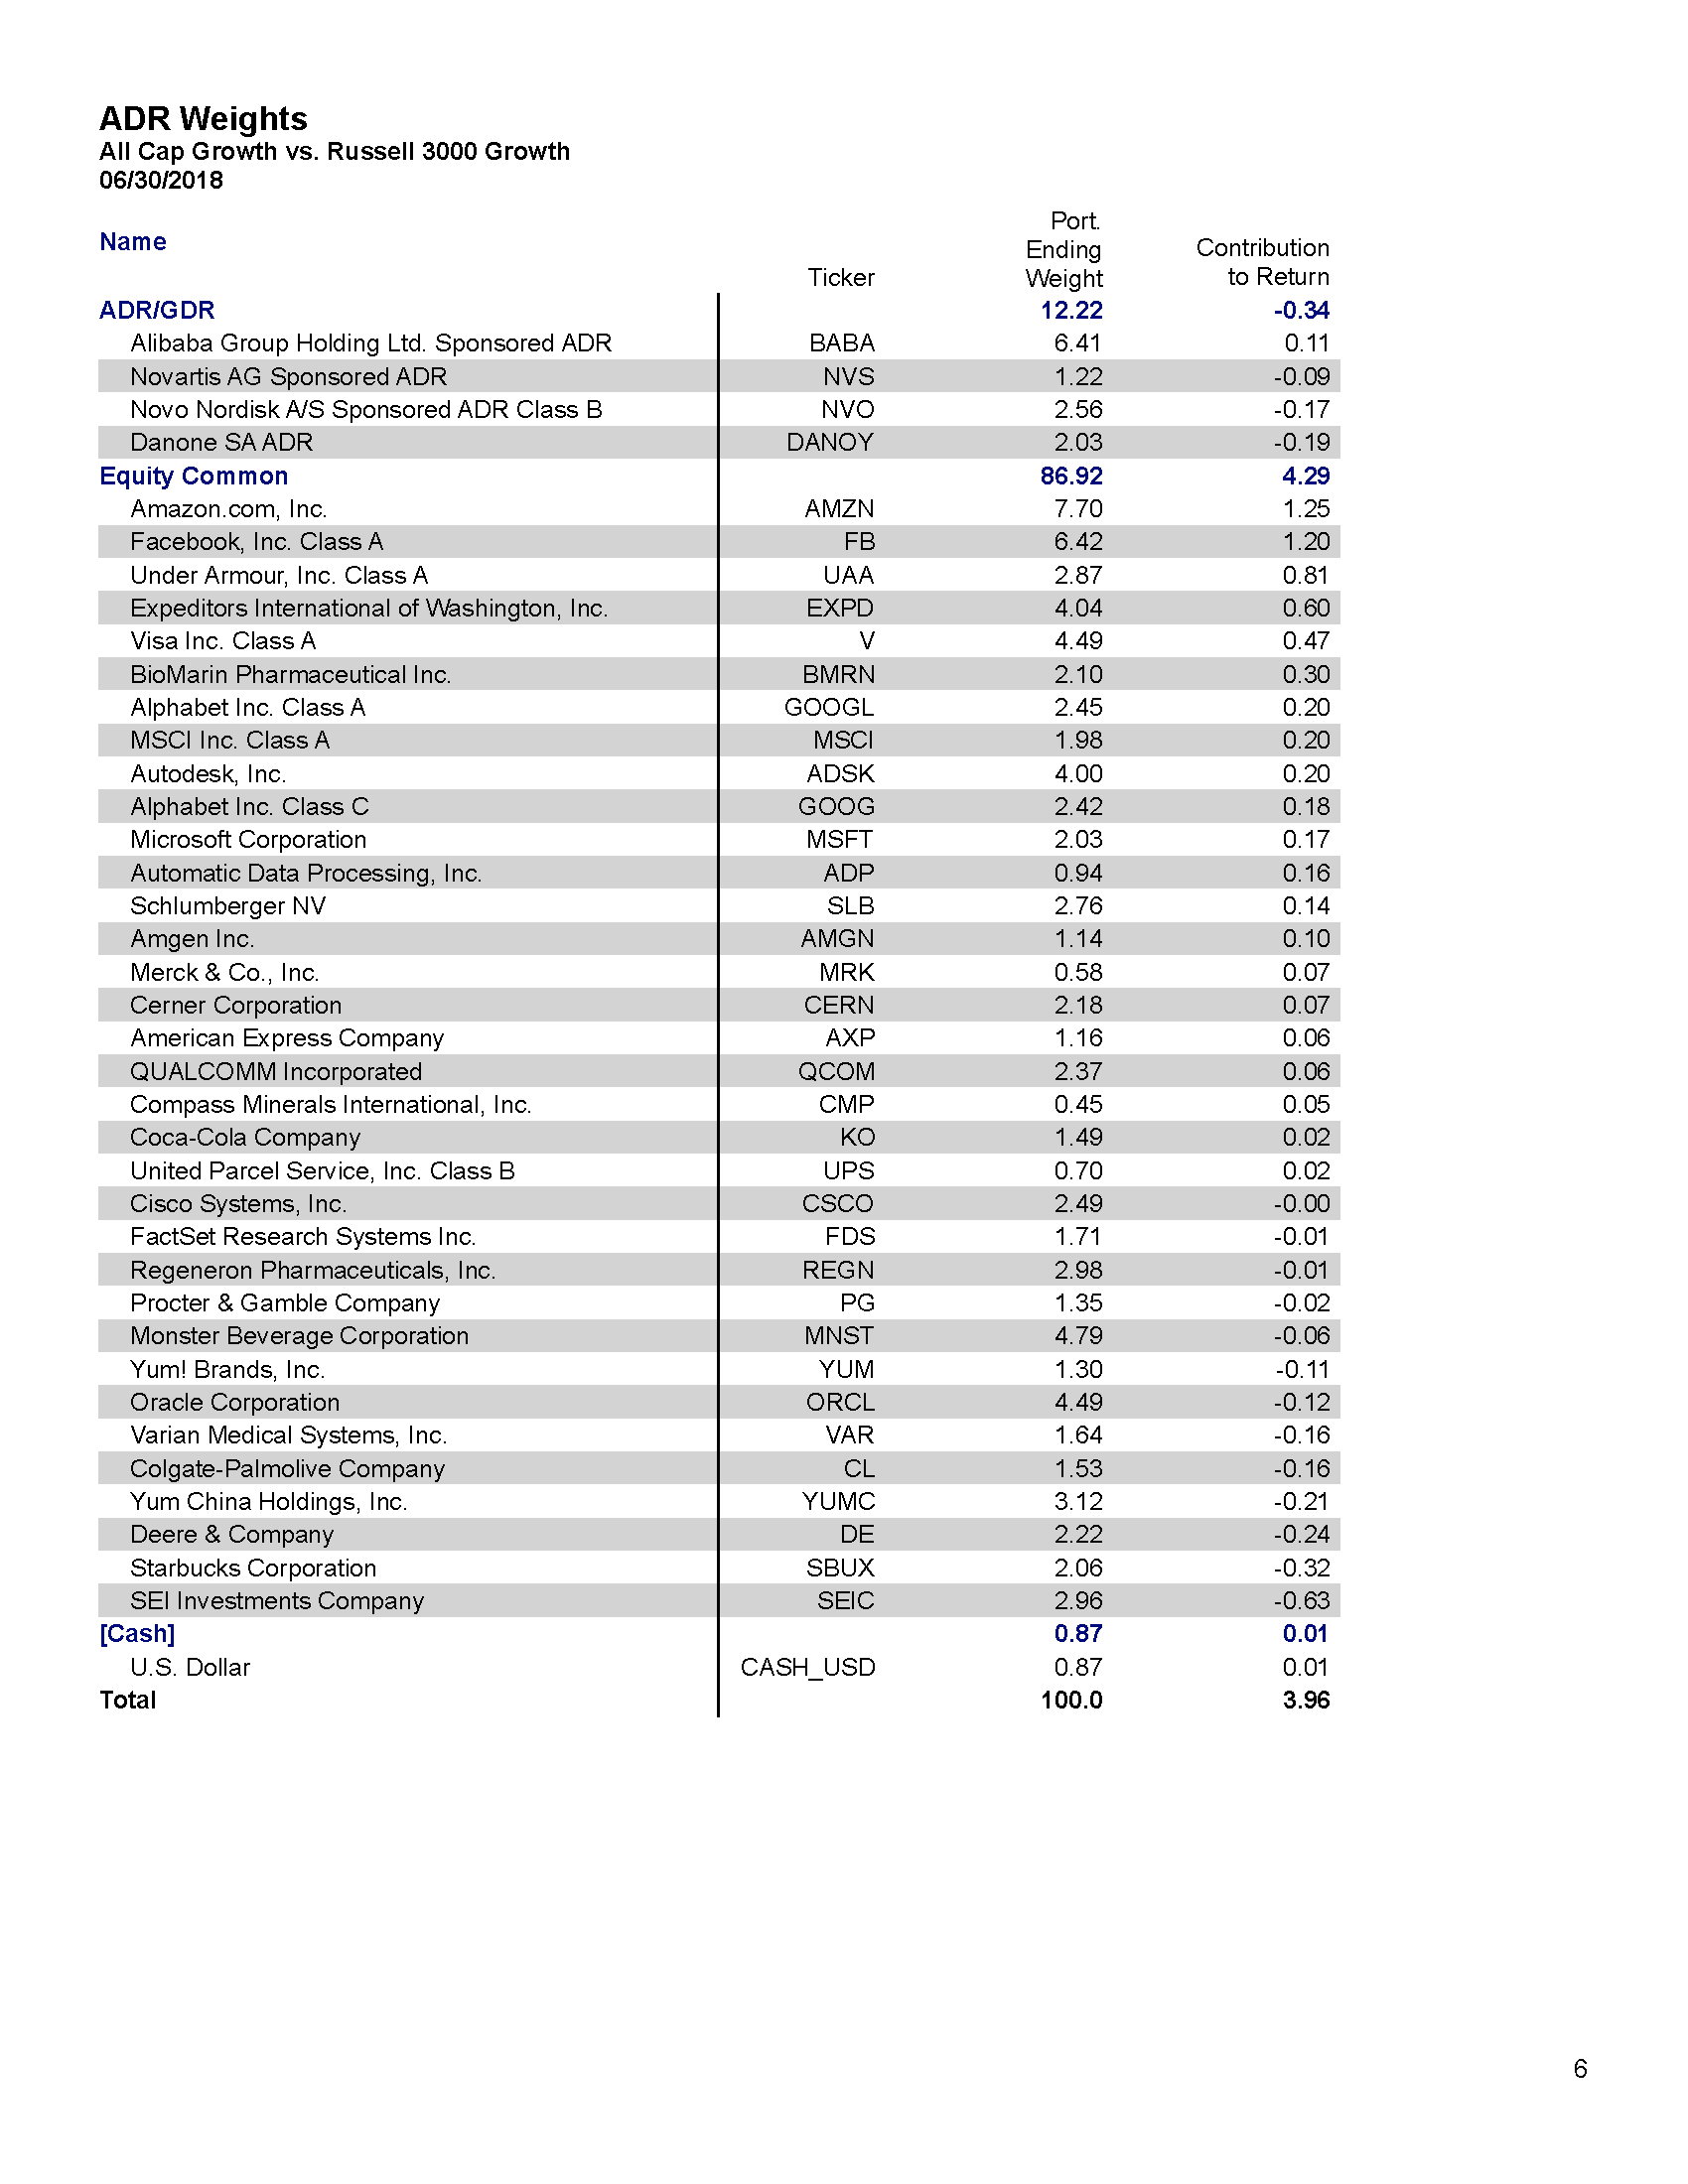 ADR Weights
All Cap Growth vs. Russell 3000 Growth
06/30/2018
Name Ticker Port. Ending Weight Contribution to Return
ADR/GDR 12.22 -0.34
Alibaba Group Holding Ltd. Sponsored ADR BABA 6.41 0.11
Novartis AG Sponsored ADR NVS 1.22 -0.09
Novo Nordisk A/S Sponsored ADR Class B NVO 2.56 -0.17
Danone SA ADR DANOY 2.03 -0.19
Equity Common 86.92 4.29
Amazon.com, Inc. AMZN 7.70 1.25
Facebook, Inc. Class A FB 6.42 1.20
Under Armour, Inc. Class A UAA 2.87 0.81
Expeditors International of Washington, Inc. EXPD 4.04 0.60
Visa Inc. Class A V 4.49 0.47
BioMarin Pharmaceutical Inc. BMRN 2.10 0.30
Alphabet Inc. Class A GOOGL 2.45 0.20
MSCI Inc. Class A MSCI 1.98 0.20
Autodesk, Inc. ADSK 4.00 0.20
Alphabet Inc. Class C GOOG 2.42 0.18
Microsoft Corporation MSFT 2.03 0.17
Automatic Data Processing, Inc. ADP 0.94 0.16
Schlumberger NV SLB 2.76 0.14
Amgen Inc. AMGN 1.14 0.10
Merck & Co., Inc. MRK 0.58 0.07
Cerner Corporation CERN 2.18 0.07
American Express Company AXP 1.16 0.06
QUALCOMM Incorporated QCOM 2.37 0.06
Compass Minerals International, Inc. CMP 0.45 0.05
Coca-Cola Company KO 1.49 0.02
United Parcel Service, Inc. Class B UPS 0.70 0.02
Cisco Systems, Inc. CSCO 2.49 -0.00
FactSet Research Systems Inc. FDS 1.71 -0.01
Regeneron Pharmaceuticals, Inc. REGN 2.98 -0.01
Procter & Gamble Company PG 1.35 -0.02
Monster Beverage Corporation MNST 4.79 -0.06
Yum! Brands, Inc. YUM 1.30 -0.11
Oracle Corporation ORCL 4.49 -0.12
Varian Medical Systems, Inc. VAR 1.64 -0.16
Colgate-Palmolive Company CL 1.53 -0.16
Yum China Holdings, Inc. YUMC 3.12 -0.21
Deere & Company DE 2.22 -0.24
Starbucks Corporation SBUX 2.06 -0.32
SEI Investments Company SEIC 2.96 -0.63
[Cash] 0.87 0.01
U.S. Dollar CASH_USD 0.87 0.01
Total 100.0 3.96
6